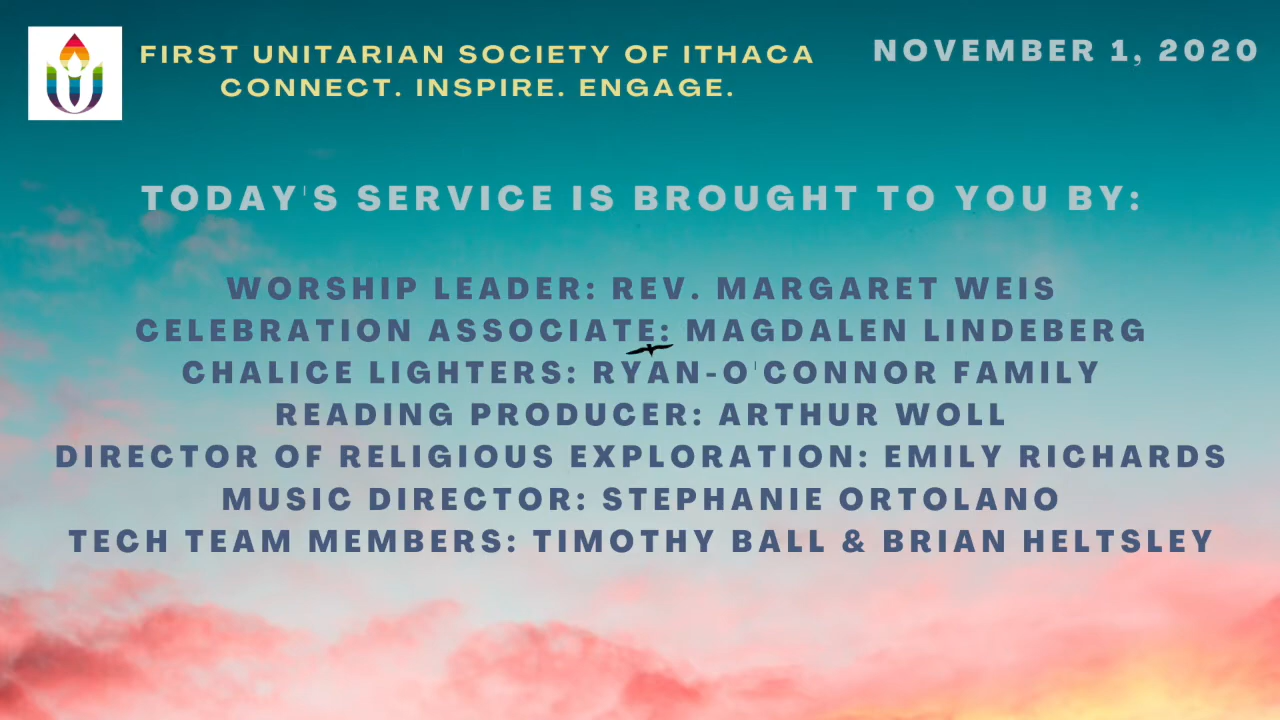 FIRST UNITARIAN SOCIETY OF ITHACA
CONNECT. INSPIRE. ENGAGE.
NOVEMBER 1, 2020
TODAY'S SERVICE IS BROUGHT TO YOU BY:
WORSHIP LEADER: REV. MARGARET WEIS
CELEBRATION ASSOCIATE: MAGDALEN LINDEBERG
CHALICE LIGHTERS: RYAN-O'CONNOR FAMILY
READING PRODUCER: ARTHUR WOLL
DIRECTOR OF RELIGIOUS EXPLORATION: EMILY RICHARDS
MUSIC DIRECTOR: STEPHANIE ORTOLANO
TECH TEAM MEMBERS: TIMOTHY BALL & BRIAN HELTSLEY